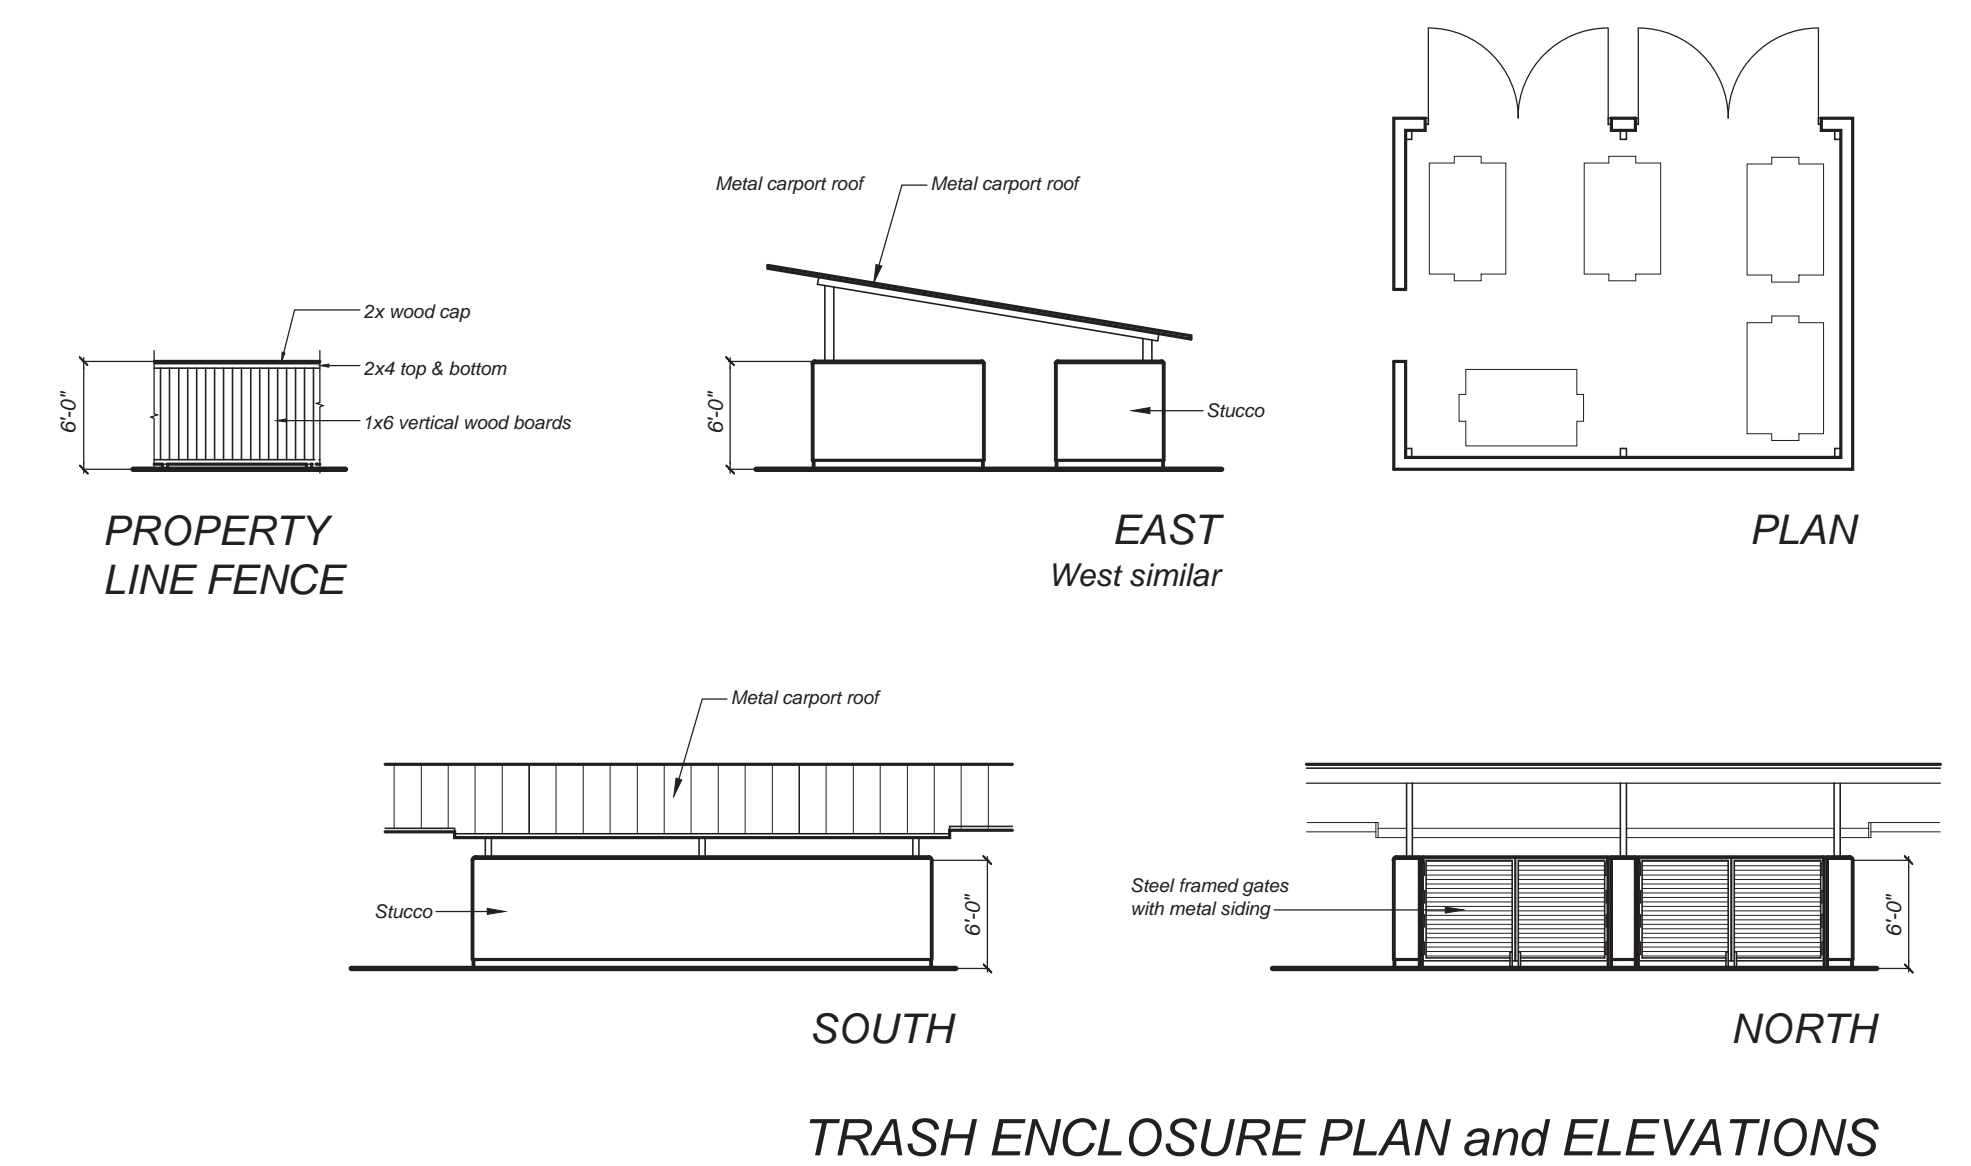 Metal carport roof
Metal carport roof
2x wood cap
2x4 top & bottom
1x6 vertical wood boards
6'-0"
6'-0"
Stucco
PROPERTY
LINE FENCE
EAST
West similar
PLAN
Metal carport roof
Stucco
6'-0"
Steel framed gates
with metal siding
6'-0"
SOUTH
NORTH
TRASH ENCLOSURE PLAN and ELEVATIONS